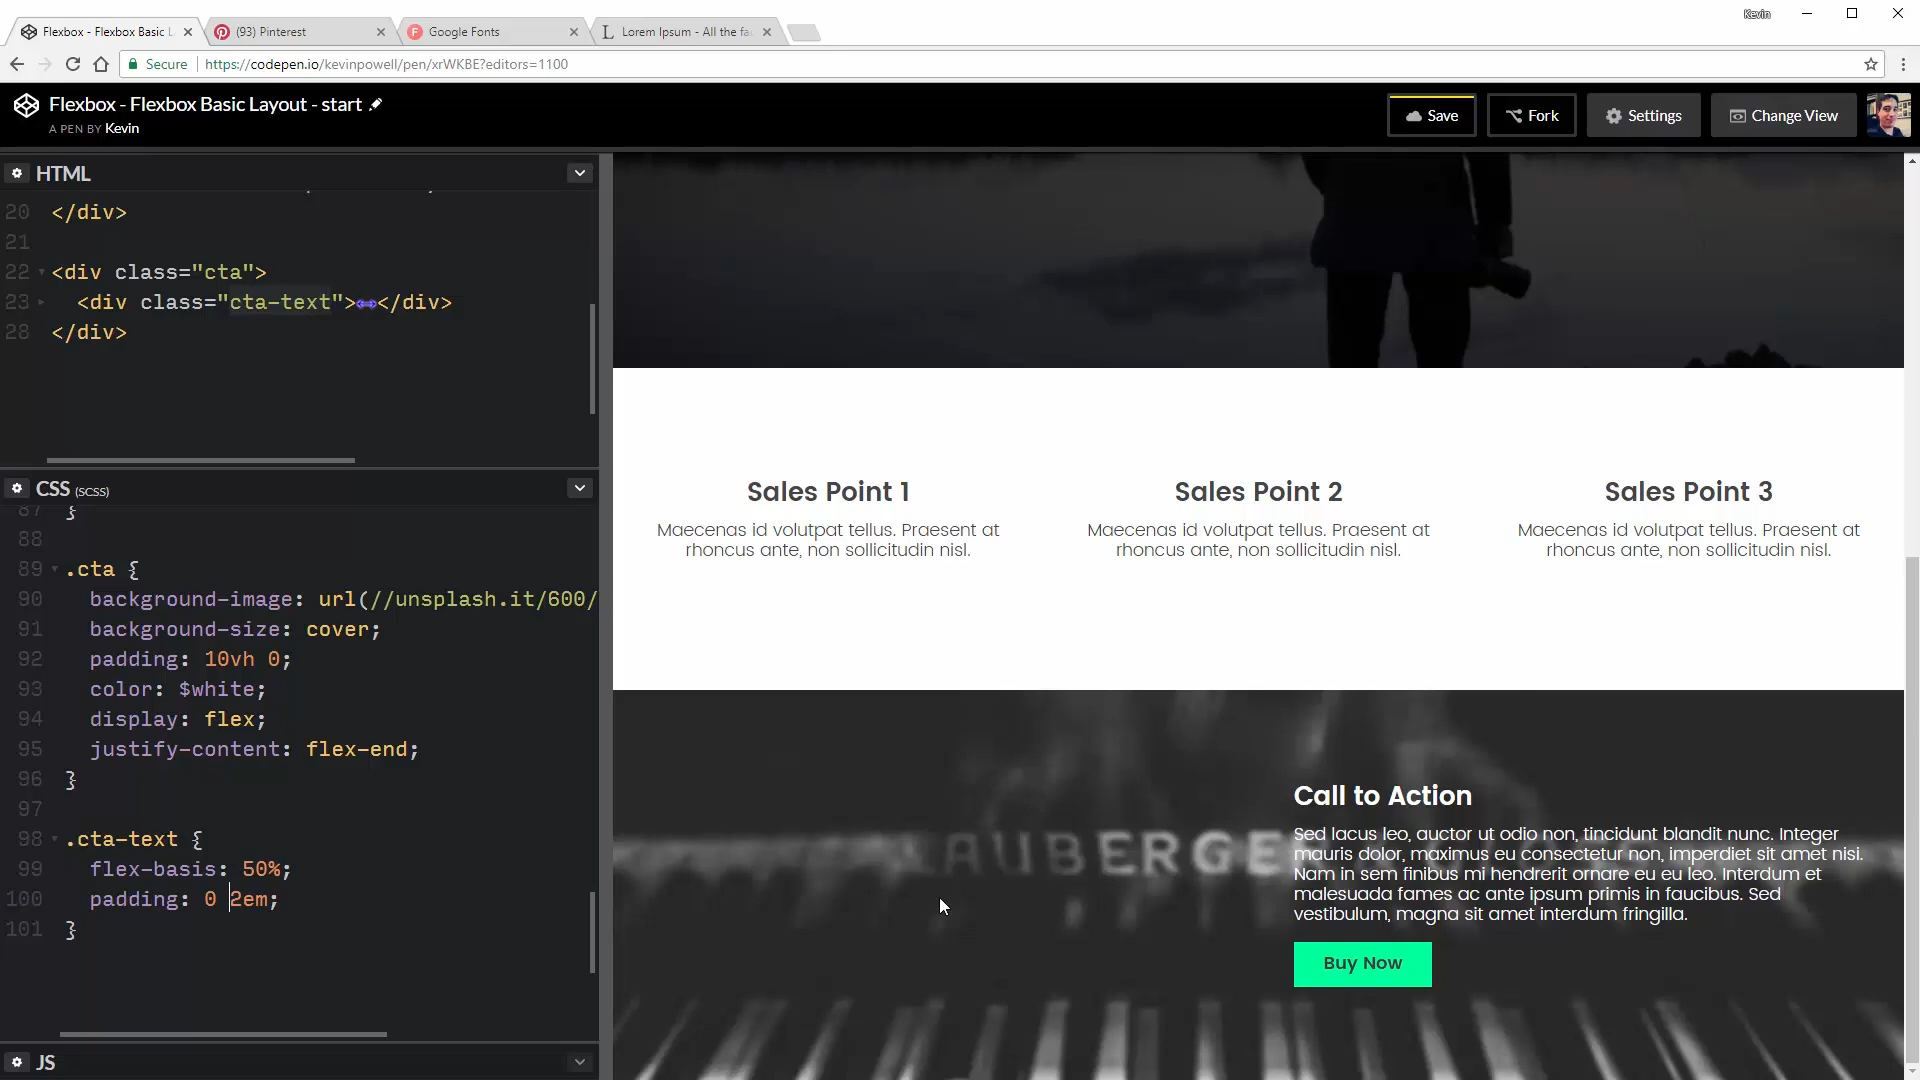 Kevin
Flexbox - Flexbox Basic L
(93) Pinterest
Google Fonts
Lorem Ipsum - All the fa
Secure https://codepen.io/kevinpowell/pen/xrWKBE?editors=1100
Flexbox - Flexbox Basic Layout - start
A PEN BY Kevin
Save
Fork
Settings
Change View
HTML
20 </div>
21
22 <div class="cta">
23 <div class="cta-text"></div>
28 </div>
CSS (SCSS)
87 }
88
89 .cta {
90 background-image: url(//unsplash.it/600/
91 background-size: cover;
92 padding: 10vh 0;
93 color: $white;
94 display: flex;
95 justify-content: flex-end;
96 }
97
98 .cta-text {
99 flex-basis: 50%;
100 padding: 0 2em;
101 }
JS
Sales Point 1
Maecenas id volutpat tellus. Praesent at
rhoncus ante, non sollicitudin nisl.
Sales Point 2
Maecenas id volutpat tellus. Praesent at
rhoncus ante, non sollicitudin nisl.
Sales Point 3
Maecenas id volutpat tellus. Praesent at
rhoncus ante, non sollicitudin nisl.
Call to Action
Sed lacus leo, auctor ut odio non, tincidunt blandit nunc. Integer
mauris dolor, maximus eu consectetur non, imperdiet sit amet nisi.
Nam in sem finibus mi hendrerit ornare eu eu leo. Interdum et
malesuada fames ac ante ipsum primis in faucibus. Sed
vestibulum, magna sit amet interdum fringilla.
Buy Now